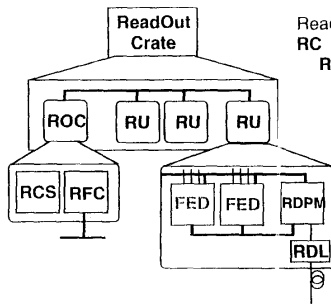 ReadOut
Crate
Read
RC
R
ROC RU RU RU
RCS RFC FED FED RDPM
RDL